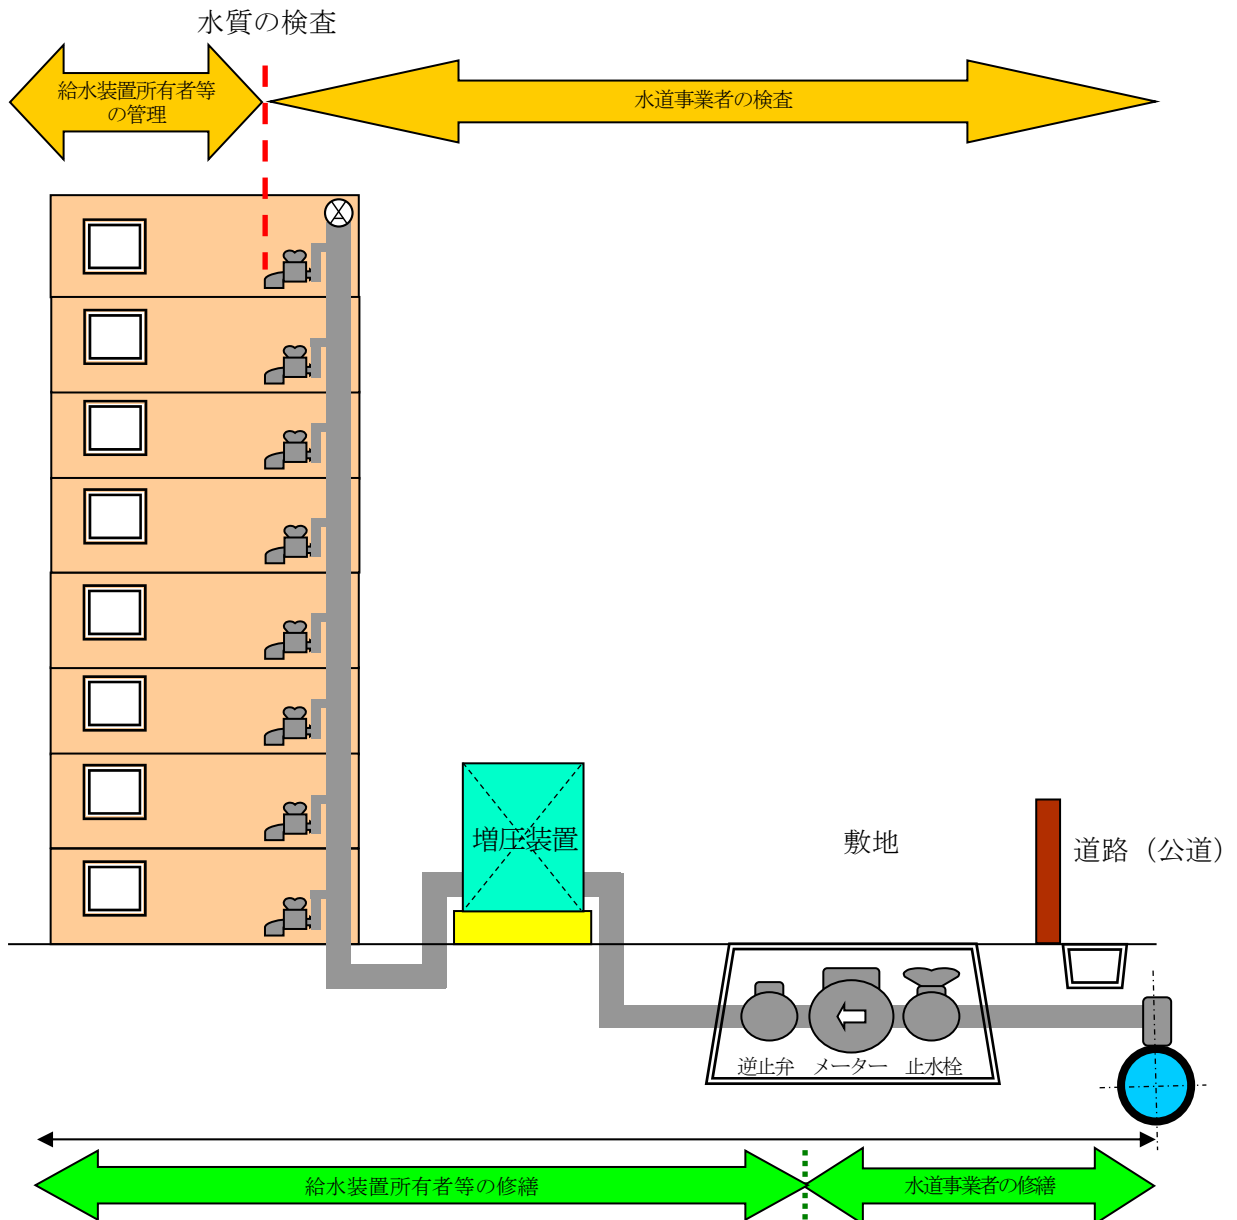 水質の検査
給水装置所有者等
の管理
水道事業者の検査
増圧装置
敷地
道路（公道）
逆止弁
メーター
止水栓
給水装置所有者等の修繕
水道事業者の修繕